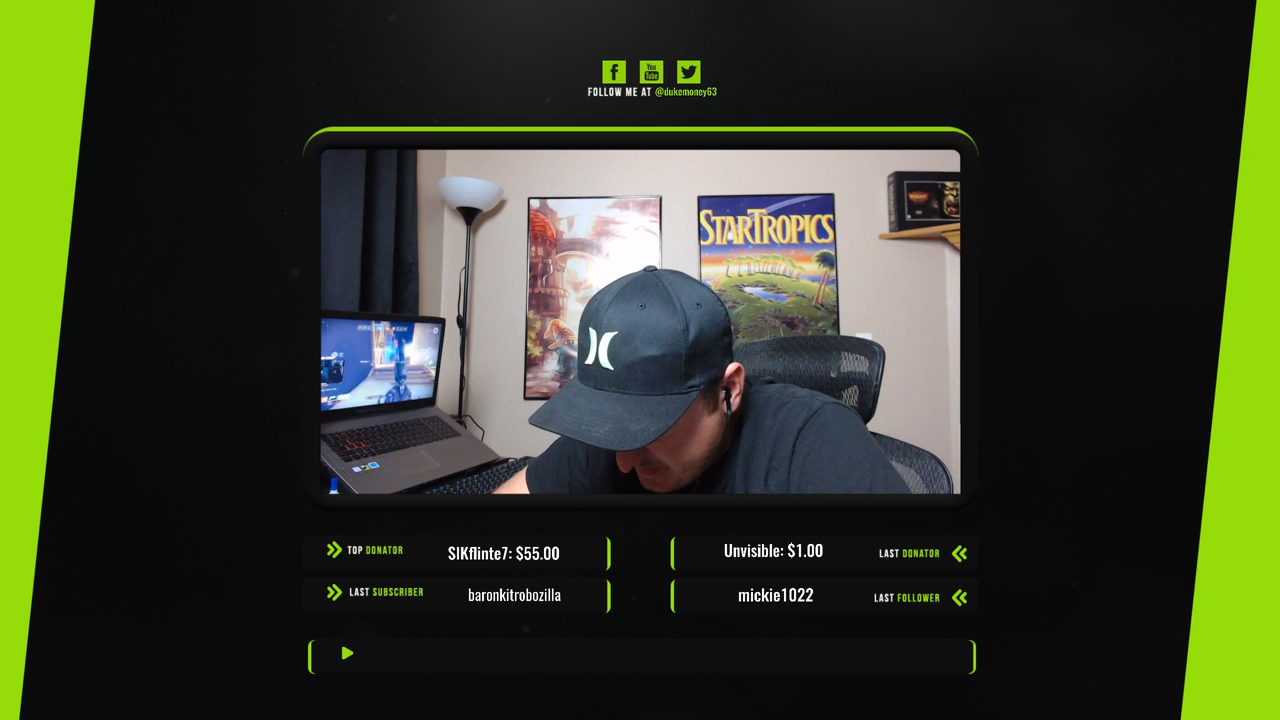 You
Tube
FOLLOW ME AT @dukemoney63
STARTROPICS
TOP DONATOR
SIKflinte7: $55.00
Unvisible: $1.00
LAST DONATOR
LAST SUBSCRIBER
baronkitrobozilla
mickie1022
LAST FOLLOWER